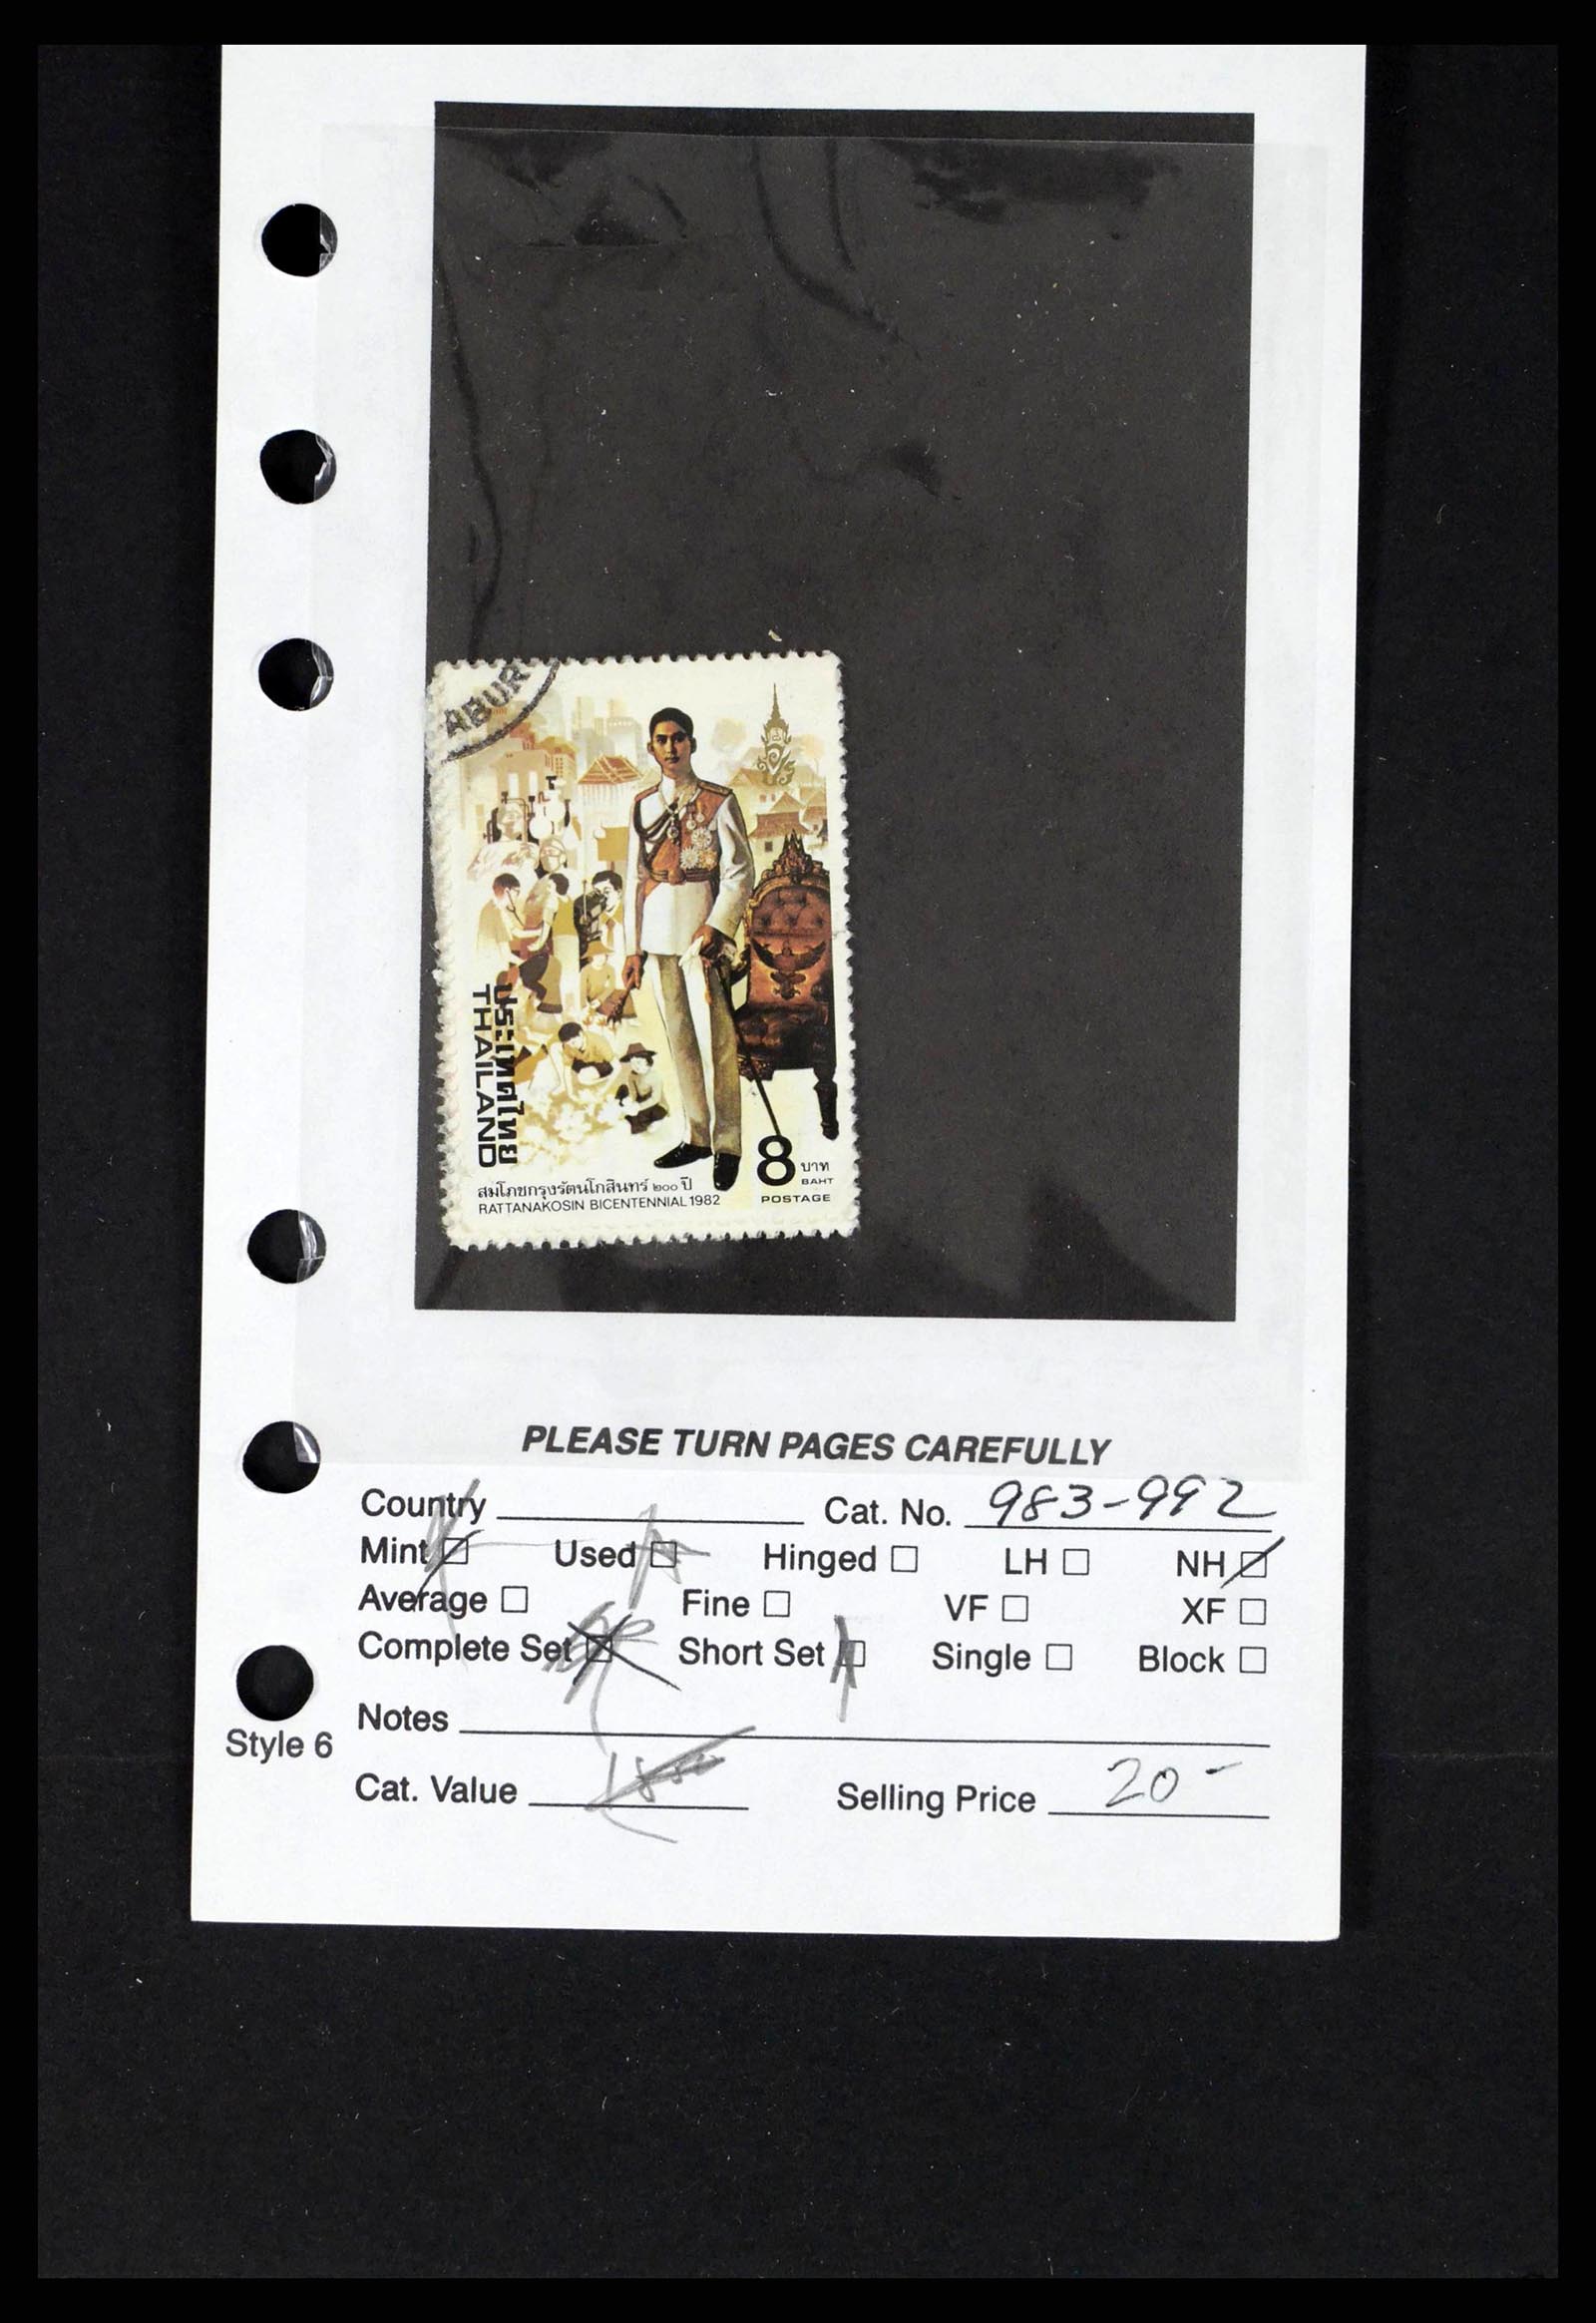 ABUR
ประเทศไทย
THAILAND
8 บาท
BAHT
POSTAGE
สมโภชกรุงรัตนโกสินทร์ ๒๐๐ ปี
RATTANAKOSIN BICENTENNIAL 1982
PLEASE TURN PAGES CAREFULLY
Country Cat. No. 983-992
Mint Used Hinged LH NH
Average Fine VF XF
Complete Set Short Set Single Block
Notes
Style 6
Cat. Value Selling Price 20-